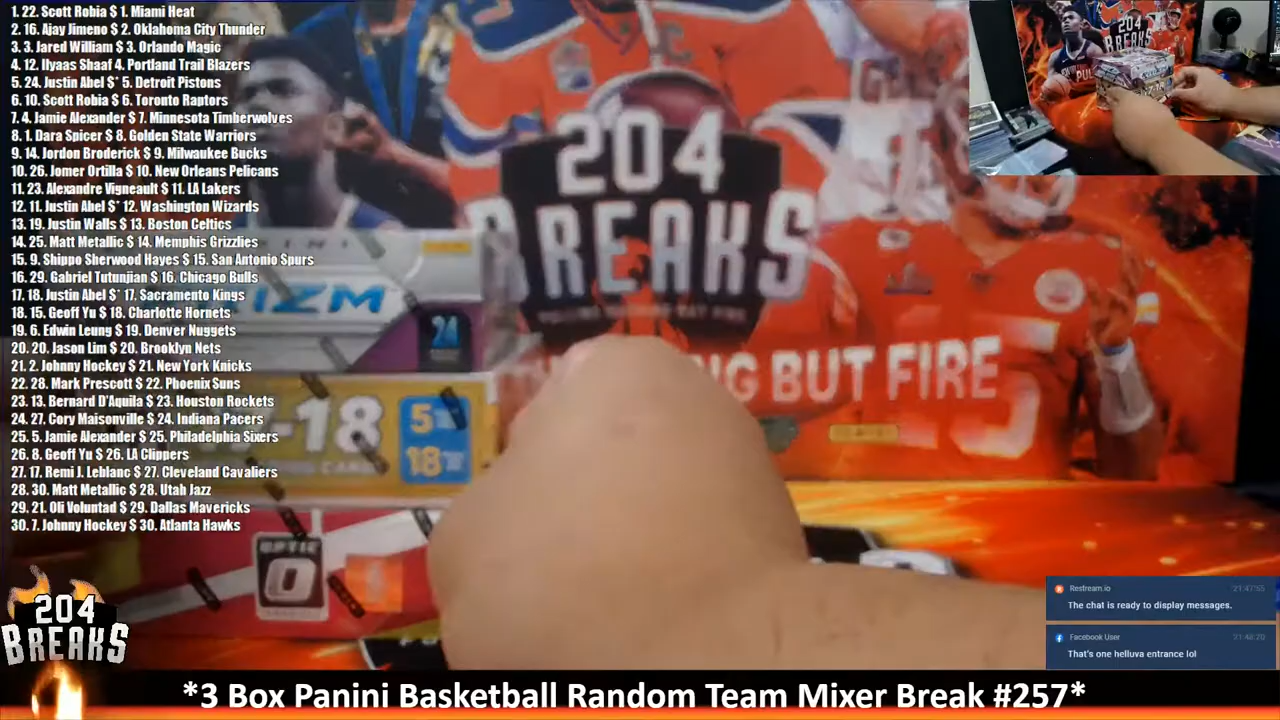 1. 22. Scott Robia $ 1. Miami Heat
2. 16. Ajay Jimeno $ 2. Oklahoma City Thunder
3. 3. Jared William $ 3. Orlando Magic
4. 12. Ilyaas Shaaf 4. Portland Trail Blazers
5. 24. Justin Abel $* 5. Detroit Pistons
6. 10. Scott Robia $ 6. Toronto Raptors
7. 4. Jamie Alexander $ 7. Minnesota Timberwolves
8. 1. Dara Spicer $ 8. Golden State Warriors
9. 14. Jordon Broderick $ 9. Milwaukee Bucks
10. 26. Jomer Ortilla $ 10. New Orleans Pelicans
11. 23. Alexandre Vigneault $ 11. LA Lakers
12. 11. Justin Abel $* 12. Washington Wizards
13. 19. Justin Walls $ 13. Boston Celtics
14. 25. Matt Metallic $ 14. Memphis Grizzlies
15. 9. Shippo Sherwood Hayes $ 15. San Antonio Spurs
16. 29. Gabriel Tutunjian $ 16. Chicago Bulls
17. 18. Justin Abel $* 17. Sacramento Kings
18. 15. Geoff Yu $ 18. Charlotte Hornets
19. 6. Edwin Leung $ 19. Denver Nuggets
20. 20. Jason Lim $ 20. Brooklyn Nets
21. 2. Johnny Hockey $ 21. New York Knicks
22. 28. Mark Prescott $ 22. Phoenix Suns
23. 13. Bernard D'Aquila $ 23. Houston Rockets
24. 27. Cory Maisonville $ 24. Indiana Pacers
25. 5. Jamie Alexander $ 25. Philadelphia Sixers
26. 8. Geoff Yu $ 26. LA Clippers
27. 17. Remi J. Leblanc $ 27. Cleveland Cavaliers
28. 30. Matt Metallic $ 28. Utah Jazz
29. 21. Oli Voluntad $ 29. Dallas Mavericks
30. 7. Johnny Hockey $ 30. Atlanta Hawks
204
BREAKS
NG BUT FIRE
IZM
24
-18
5
18
OPTIC
204
BREAKS
204
BREAKS
Restream.io 21:47:55
The chat is ready to display messages.
Facebook User
That's one helluva entrance lol
*3 Box Panini Basketball Random Team Mixer Break #257*